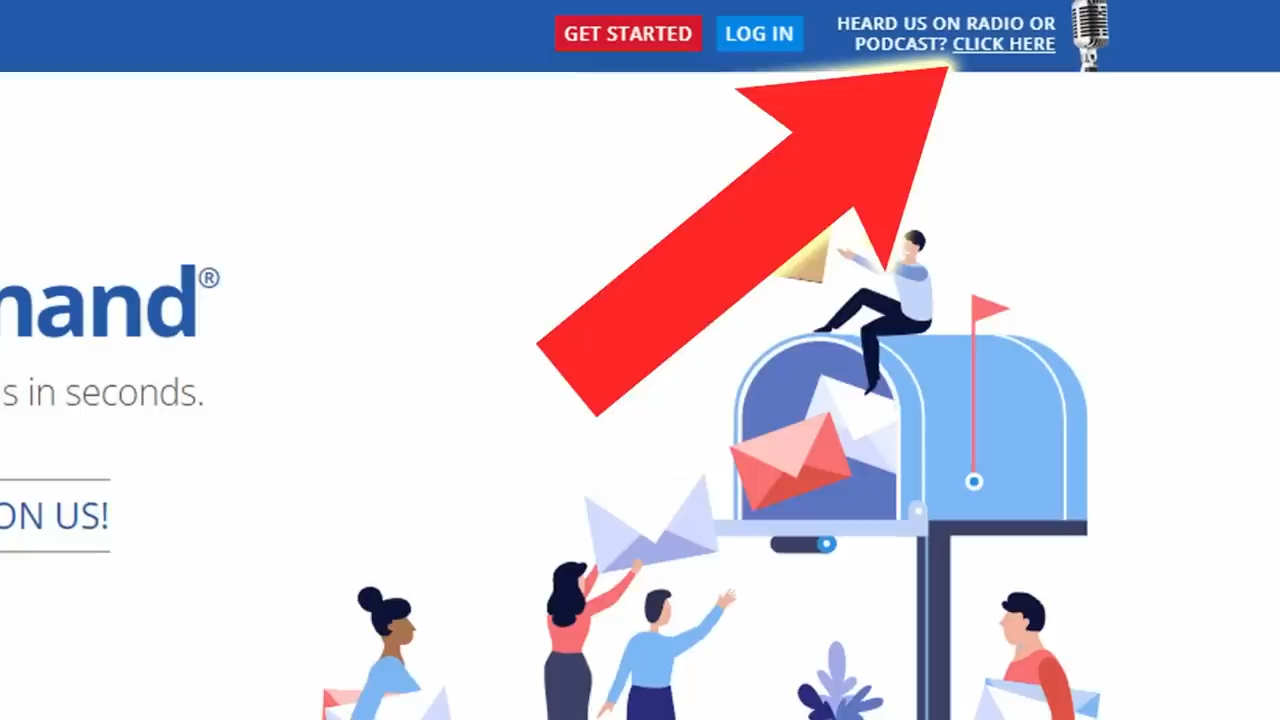 GET STARTED
LOG IN
HEARD US ON RADIO OR
PODCAST? CLICK HERE
nand®
s in seconds.
ON US!